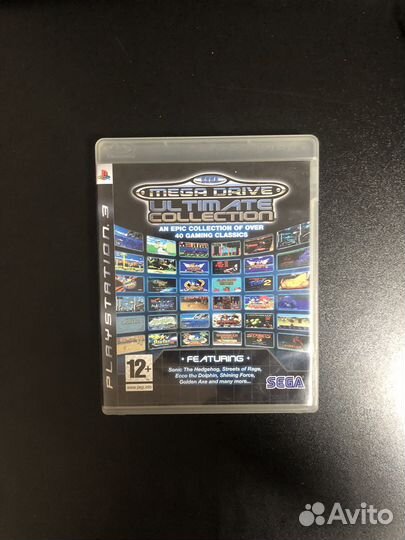 PLAYSTATION 3
SEGA
MEGA DRIVE
ULTIMATE
COLLECTION
AN EPIC COLLECTION OF OVER
40 GAMING CLASSICS
• FEATURING •
Sonic The Hedgehog, Streets of Rage,
Ecco the Dolphin, Shining Force,
Golden Axe and many more...
12+
www.pegi.info
SEGA
Avito